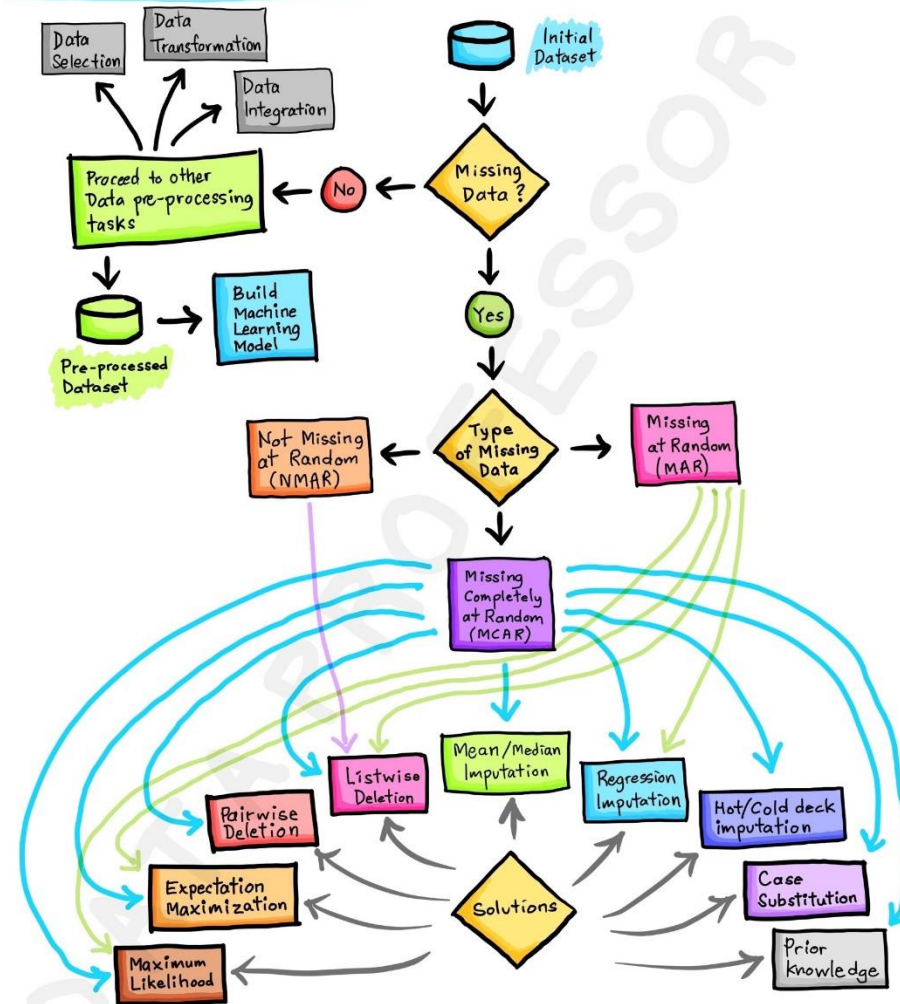 Initial
Dataset
Data
Selection
Data
Transformation
Data
Integration
Missing
Data?
No
Proceed to other
Data pre-processing
tasks
Pre-processed
Dataset
Build
Machine
Learning
Model
Yes
Type
of Missing
Data
Not Missing
at Random
(NMAR)
Missing
at Random
(MAR)
Missing
Completely
at Random
(MCAR)
Mean/Median
Imputation
Listwise
Deletion
Regression
Imputation
Pairwise
Deletion
Hot/Cold deck
imputation
Expectation
Maximization
Solutions
Case
Substitution
Maximum
Likelihood
Prior
Knowledge
DATA PROFESSOR